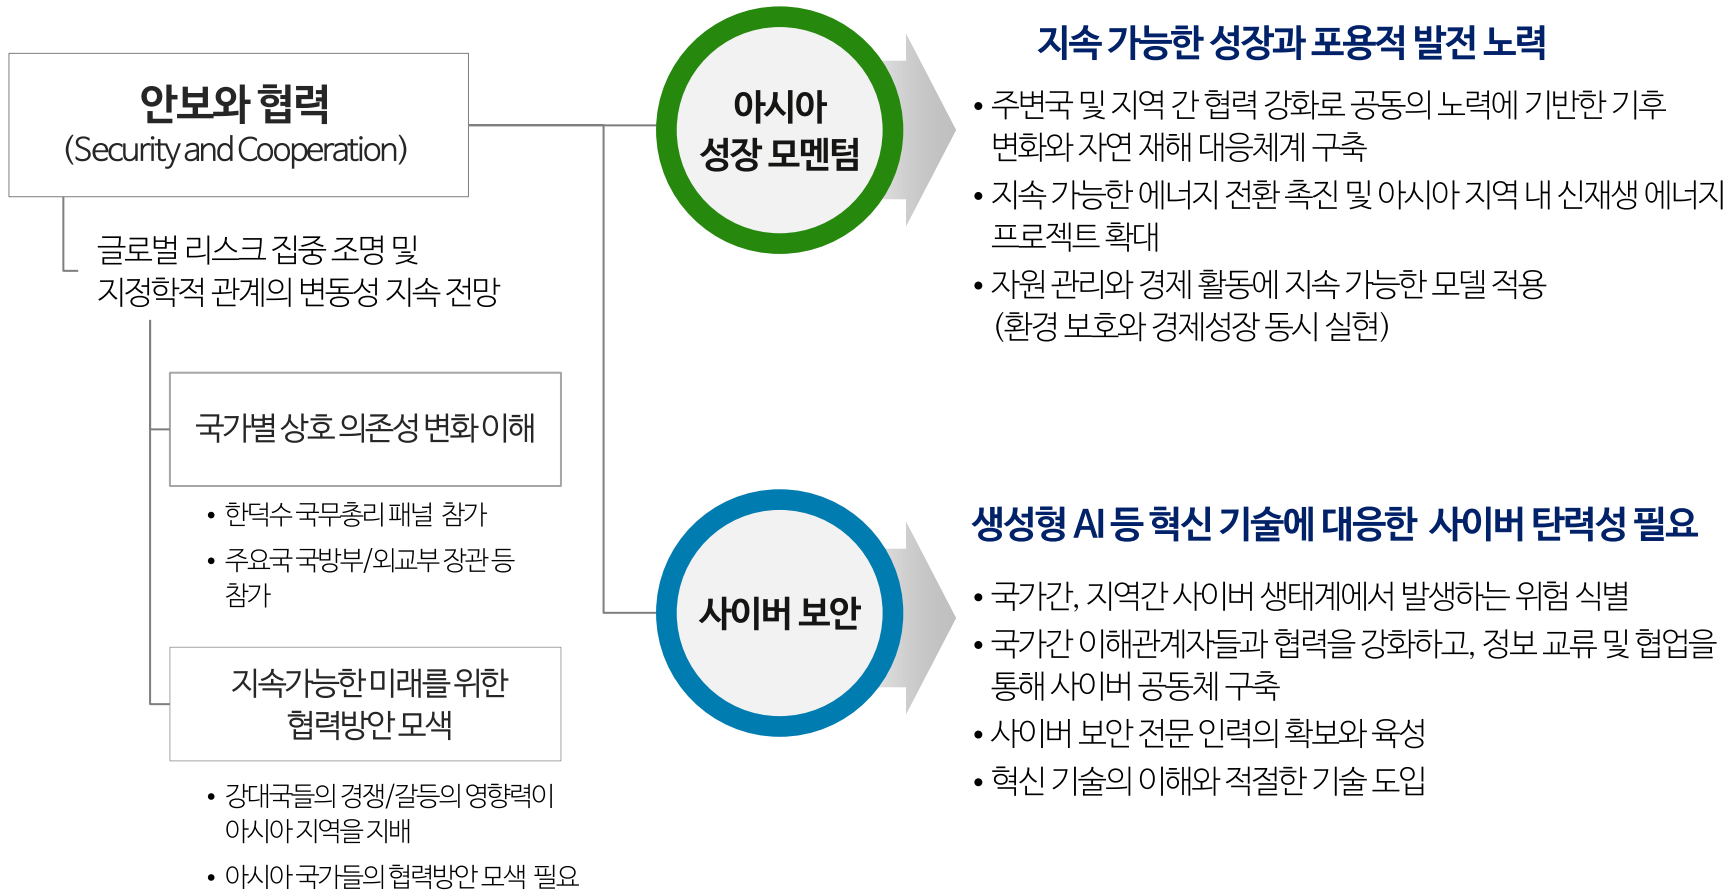 안보와 협력
(Security and Cooperation)
글로벌 리스크 집중 조명 및
지정학적 관계의 변동성 지속 전망
국가별 상호 의존성 변화 이해
• 한덕수 국무총리 패널 참가
• 주요국 국방부/외교부 장관 등
참가
지속가능한 미래를 위한
협력방안 모색
• 강대국들의 경쟁/갈등의 영향력이
아시아 지역을 지배
• 아시아 국가들의 협력방안 모색 필요
아시아
성장 모멘텀
지속 가능한 성장과 포용적 발전 노력
• 주변국 및 지역 간 협력 강화로 공동의 노력에 기반한 기후
변화와 자연 재해 대응체계 구축
• 지속 가능한 에너지 전환 촉진 및 아시아 지역 내 신재생 에너지
프로젝트 확대
• 자원 관리와 경제 활동에 지속 가능한 모델 적용
(환경 보호와 경제성장 동시 실현)
사이버 보안
생성형 AI 등 혁신 기술에 대응한 사이버 탄력성 필요
• 국가간, 지역간 사이버 생태계에서 발생하는 위험 식별
• 국가간 이해관계자들과 협력을 강화하고, 정보 교류 및 협업을
통해 사이버 공동체 구축
• 사이버 보안 전문 인력의 확보와 육성
• 혁신 기술의 이해와 적절한 기술 도입